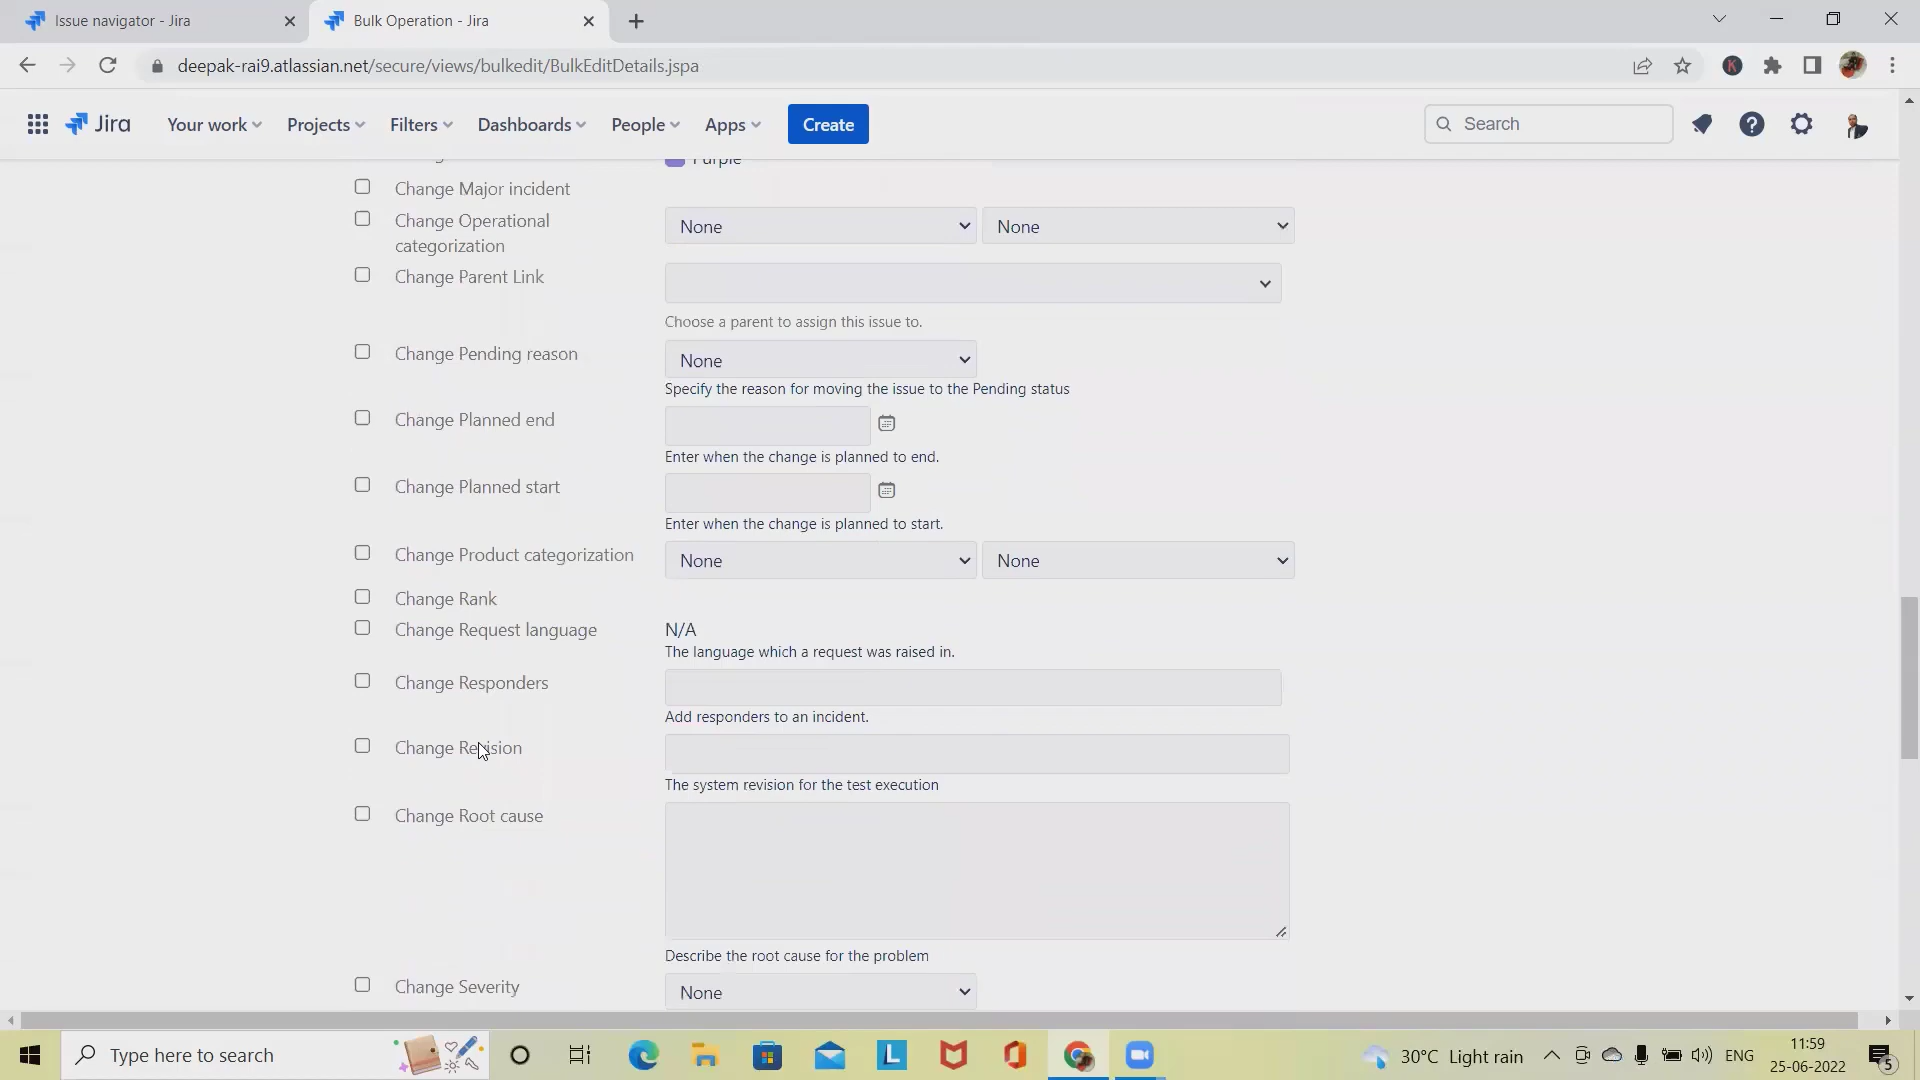 Issue navigator - Jira
Bulk Operation - Jira
deepak-rai9.atlassian.net/secure/views/bulkedit/BulkEditDetails.jspa
K
Jira
Your work
Projects
Filters
Dashboards
People
Apps
Create
Search
Purple
Change Major incident
Change Operational
categorization
None
None
Change Parent Link
Choose a parent to assign this issue to.
Change Pending reason
None
Specify the reason for moving the issue to the Pending status
Change Planned end
Enter when the change is planned to end.
Change Planned start
Enter when the change is planned to start.
Change Product categorization
None
None
Change Rank
Change Request language
N/A
The language which a request was raised in.
Change Responders
Add responders to an incident.
Change Revision
The system revision for the test execution
Change Root cause
Describe the root cause for the problem
Change Severity
None
Type here to search
L
30°C Light rain
ENG
11:59
25-06-2022
5